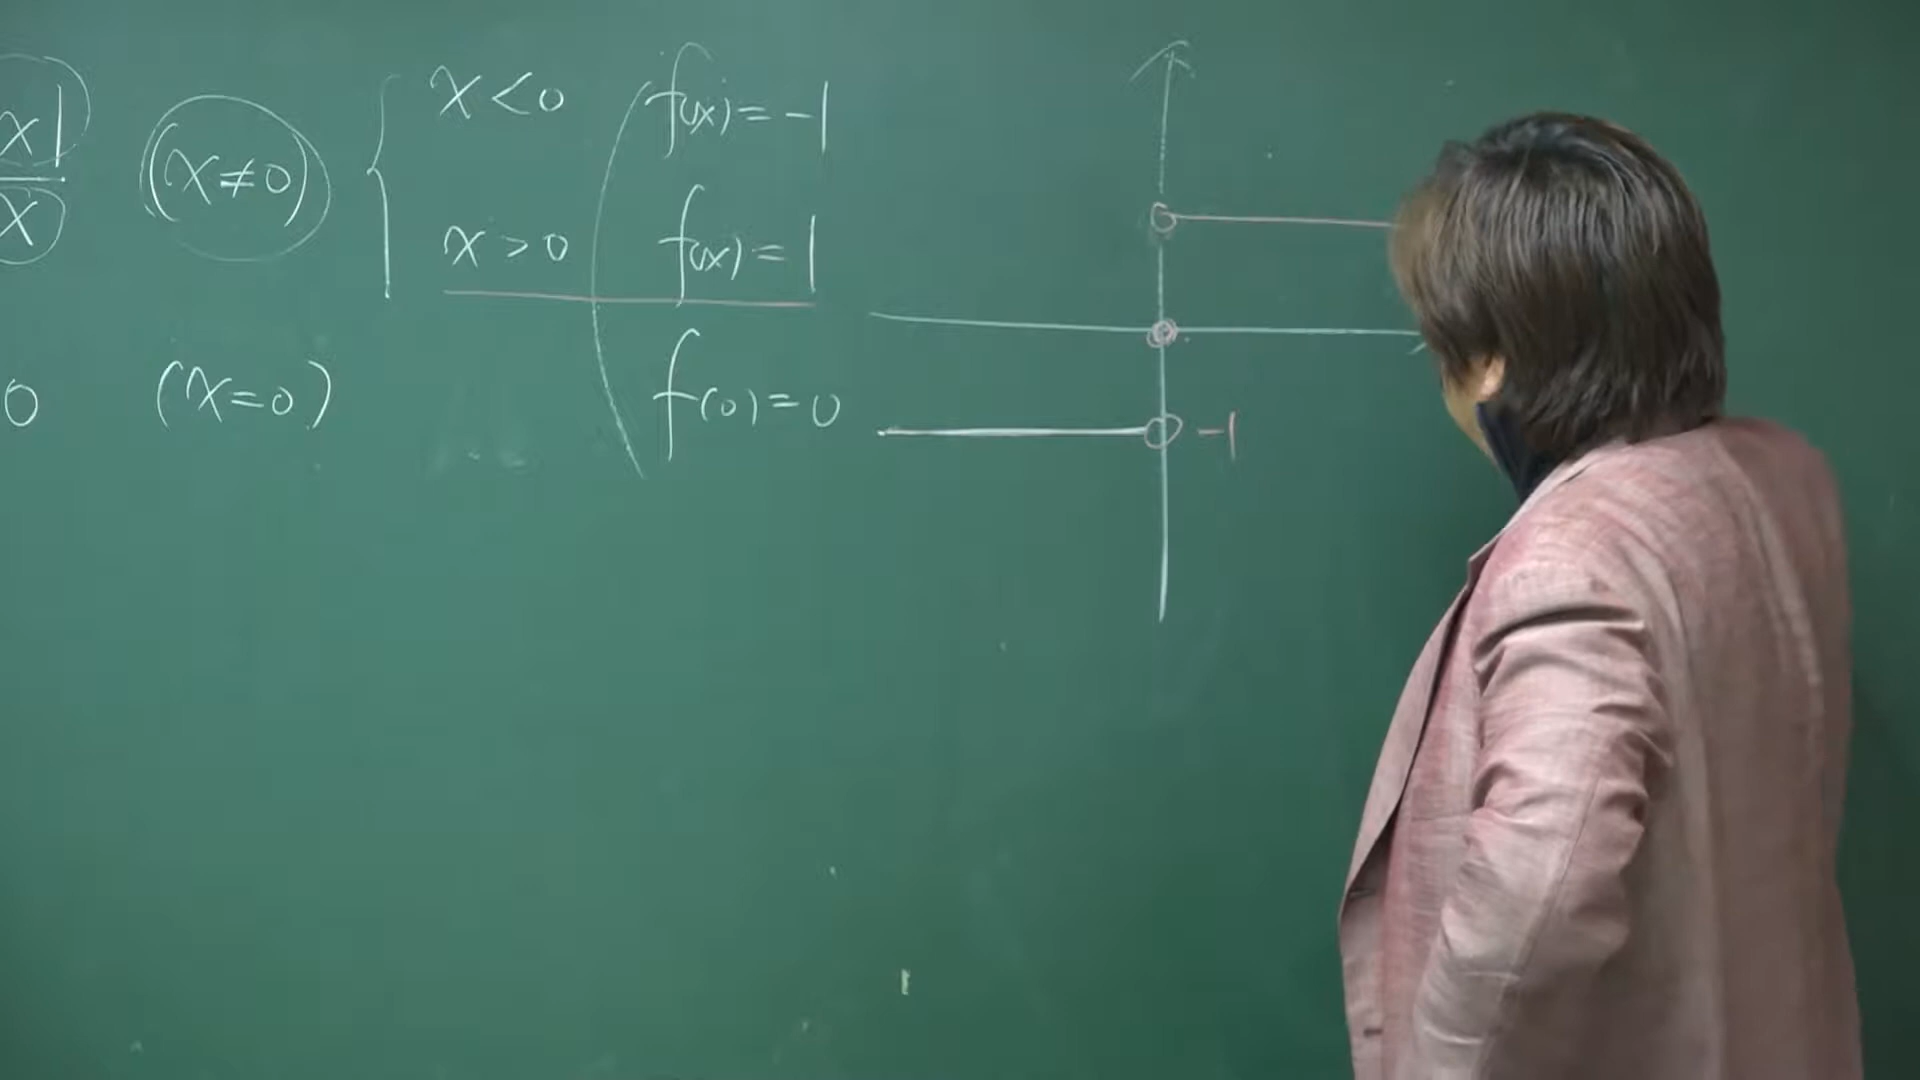 |x|/x (x≠0) { x<0 f(x)=-1
x>0 f(x)=1
0 (x=0) f(0)=0
-1